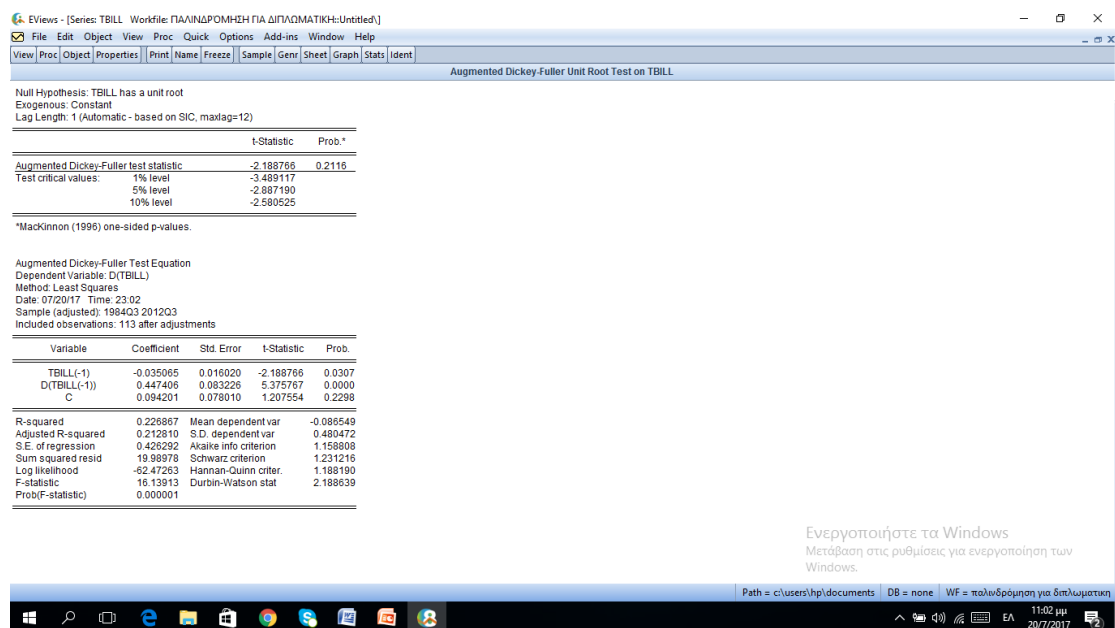 EViews - [Series: TBILL Workfile: ΠΑΛΙΝΔΡΌΜΗΣΗ ΓΙΑ ΔΙΠΛΩΜΑΤΙΚΗ::Untitled\]
File Edit Object View Proc Quick Options Add-ins Window Help
View Proc Object Properties Print Name Freeze Sample Genr Sheet Graph Stats Ident
Augmented Dickey-Fuller Unit Root Test on TBILL
Null Hypothesis: TBILL has a unit root
Exogenous: Constant
Lag Length: 1 (Automatic - based on SIC, maxlag=12)
t-Statistic Prob.*
Augmented Dickey-Fuller test statistic -2.188766 0.2116
Test critical values: 1% level -3.489117
5% level -2.887190
10% level -2.580525
*MacKinnon (1996) one-sided p-values.
Augmented Dickey-Fuller Test Equation
Dependent Variable: D(TBILL)
Method: Least Squares
Date: 07/20/17 Time: 23:02
Sample (adjusted): 1984Q3 2012Q3
Included observations: 113 after adjustments
Variable Coefficient Std. Error t-Statistic Prob.
TBILL(-1) -0.035065 0.016020 -2.188766 0.0307
D(TBILL(-1)) 0.447406 0.083226 5.375767 0.0000
C 0.094201 0.078010 1.207554 0.2298
R-squared 0.226867 Mean dependent var -0.086549
Adjusted R-squared 0.212810 S.D. dependent var 0.480472
S.E. of regression 0.426292 Akaike info criterion 1.158808
Sum squared resid 19.98978 Schwarz criterion 1.231216
Log likelihood -62.47263 Hannan-Quinn criter. 1.188190
F-statistic 16.13913 Durbin-Watson stat 2.188639
Prob(F-statistic) 0.000001
Ενεργοποιήστε τα Windows
Μετάβαση στις ρυθμίσεις για ενεργοποίηση των
Windows.
Path = c:\users\hp\documents DB = none WF = παλινδρόμηση για διπλωματικη
ΕΛ 11:02 μμ
20/7/2017